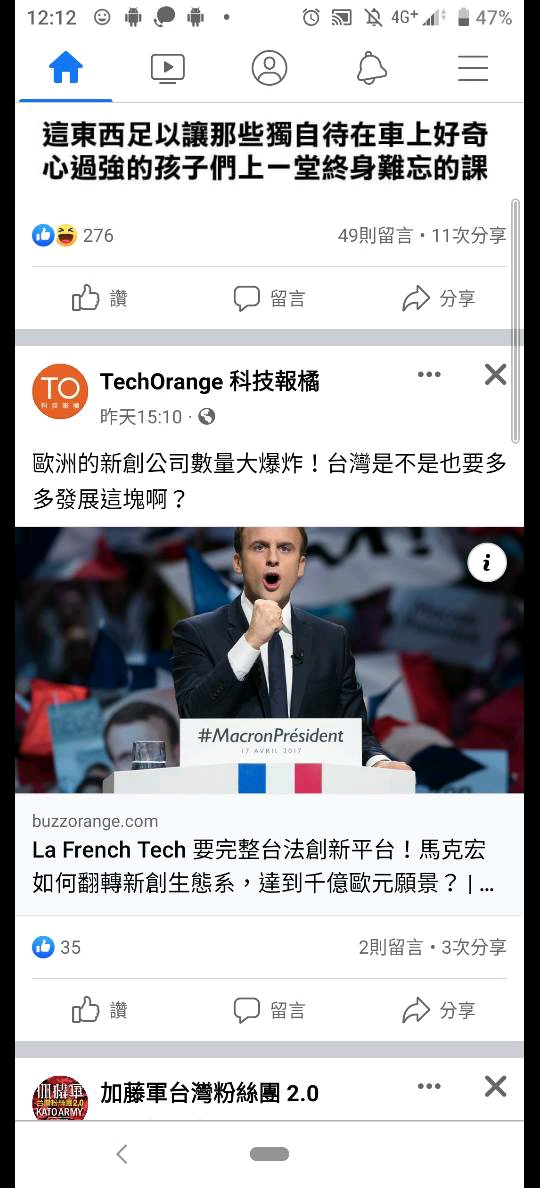 12:12
4G+
47%
這東西足以讓那些獨自待在車上好奇
心過強的孩子們上一堂終身難忘的課
276
49則留言・11次分享
讚
留言
分享
TO
科技報橘
TechOrange 科技報橘
昨天15:10 ·
歐洲的新創公司數量大爆炸！台灣是不是也要多
多發展這塊啊？
i
#MacronPrésident
17 AVRIL 2017
buzzorange.com
La French Tech 要完整台法創新平台！馬克宏
如何翻轉新創生態系，達到千億歐元願景？ | ...
35
2則留言・3次分享
讚
留言
分享
台灣粉絲團2.0
KATO ARMY
加藤軍台灣粉絲團 2.0